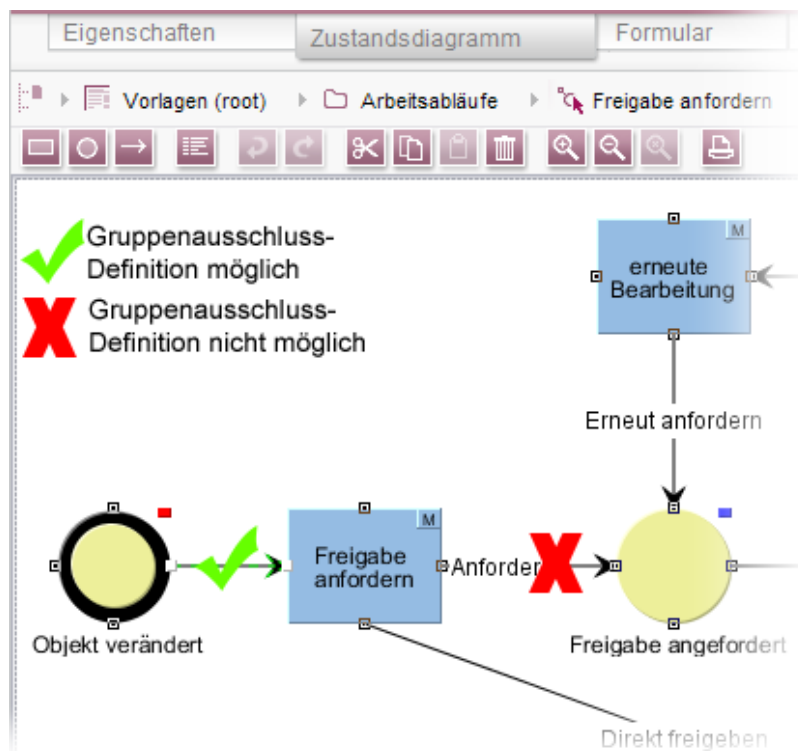 Eigenschaften Zustandsdiagramm Formular
Vorlagen (root) Arbeitsabläufe Freigabe anfordern
Gruppenausschluss-
Definition möglich
Gruppenausschluss-
Definition nicht möglich
M
erneute
Bearbeitung
Erneut anfordern
M
Freigabe
anfordern
Anforder
Objekt verändert
Freigabe angefordert
Direkt freigeben